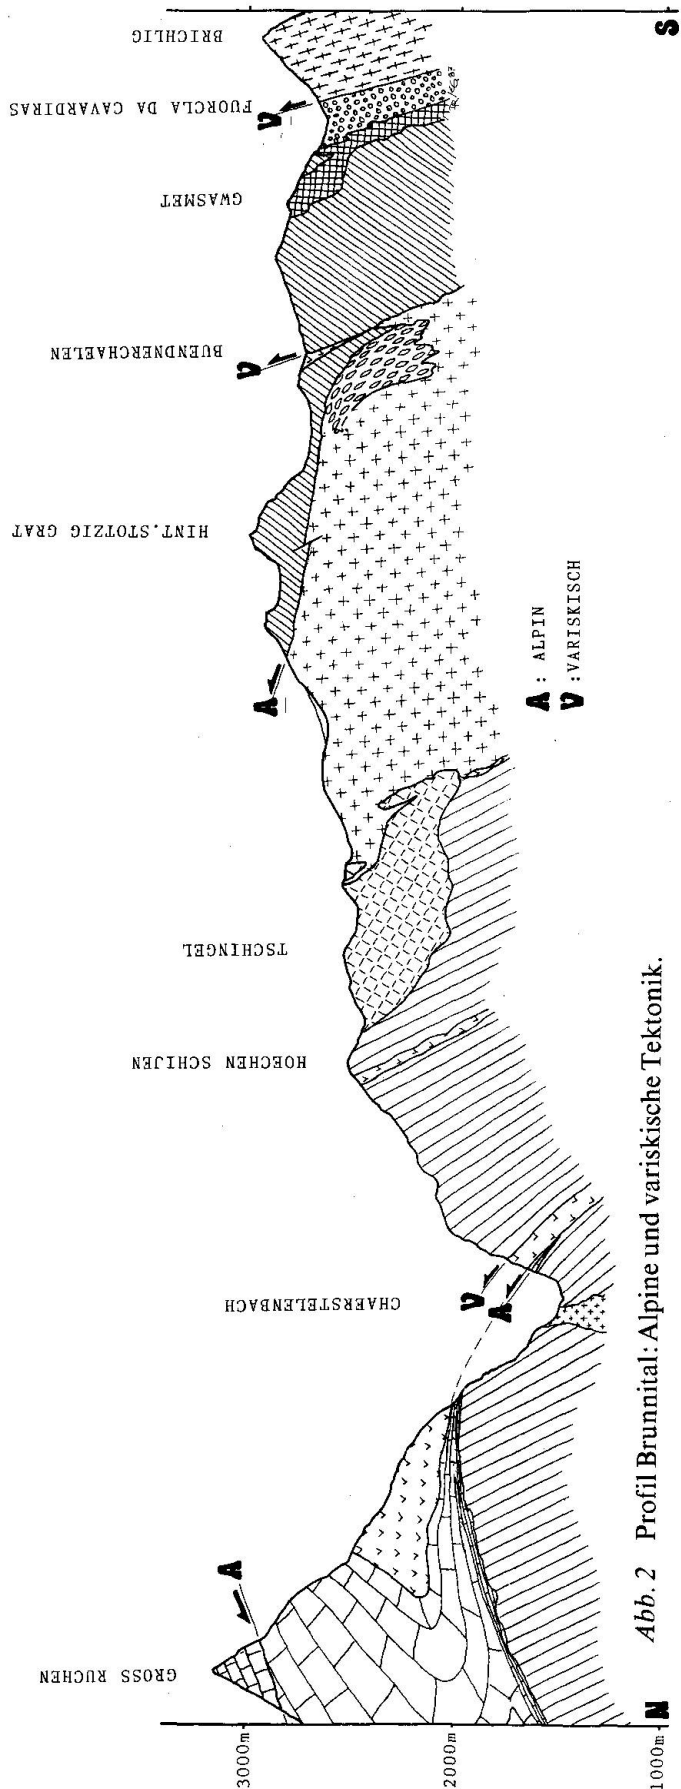 GROSS RUCHEN
CHAERSTELENBACH
HOECHEN SCHIJEN
TSCHINGEL
HINT.STOTZIG GRAT
BUENDNERCHAELEN
GWASMET
FUORCLA DA CAVARDIRAS
BRICHLIG
A
V
A
A
V
V
3000m
2000m
1000m
N
S
A : ALPIN
V : VARISKISCH
Abb. 2 Profil Brunnital: Alpine und variskische Tektonik.